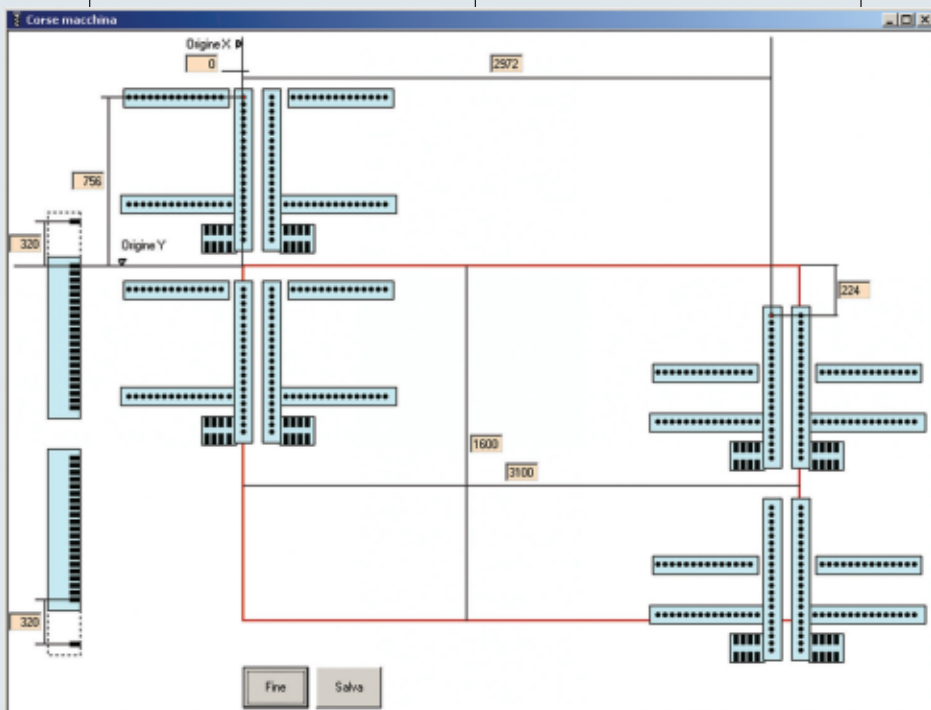 Corse macchina
Origine X
0
2972
756
320
Origine Y
224
1600
3100
320
Fine
Salva